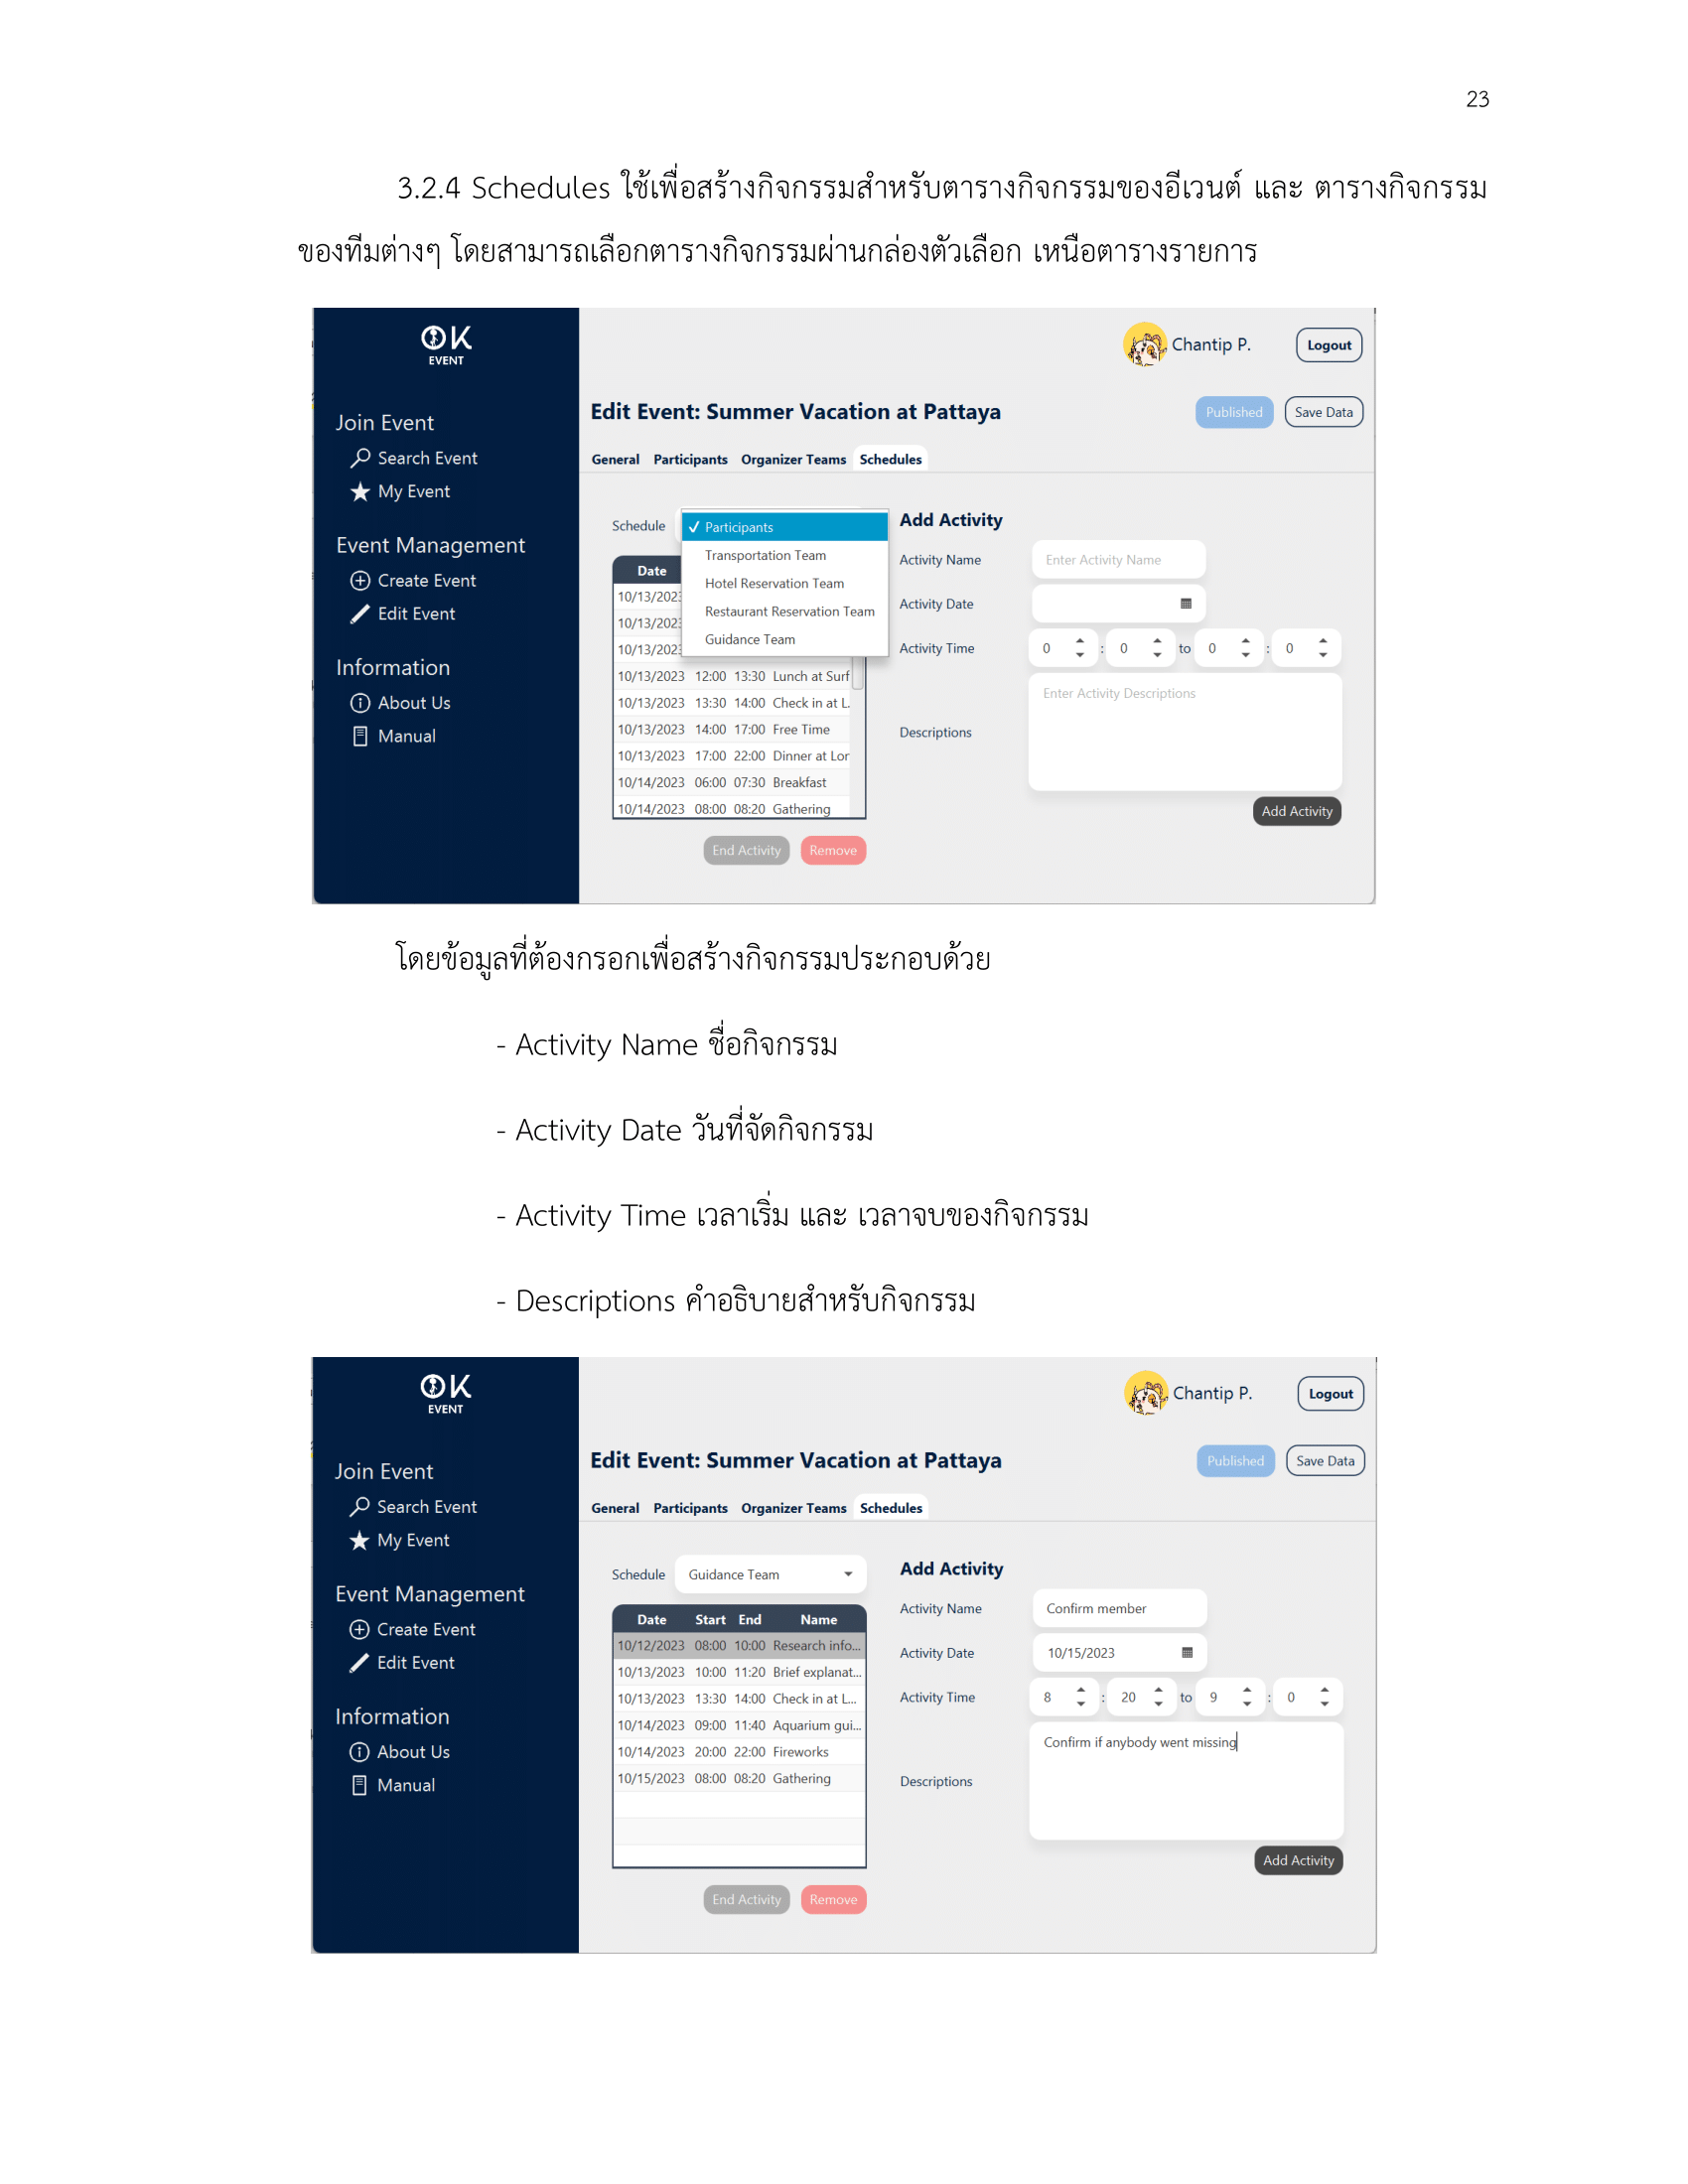 23
3.2.4 Schedules ใช้เพื่อสร้างกิจกรรมสำหรับตารางกิจกรรมของอีเวนต์ และ ตารางกิจกรรม
ของทีมต่างๆ โดยสามารถเลือกตารางกิจกรรมผ่านกล่องตัวเลือก เหนือตารางรายการ
OK
EVENT
Chantip P.
Logout
Join Event
Search Event
My Event
Event Management
Create Event
Edit Event
Information
About Us
Manual
Edit Event: Summer Vacation at Pattaya
Published
Save Data
General Participants Organizer Teams Schedules
Schedule
✓ Participants
Transportation Team
Hotel Reservation Team
Restaurant Reservation Team
Guidance Team
Date
10/13/202
10/13/202
10/13/202
10/13/2023 12:00 13:30 Lunch at Surf
10/13/2023 13:30 14:00 Check in at L.
10/13/2023 14:00 17:00 Free Time
10/13/2023 17:00 22:00 Dinner at Lor
10/14/2023 06:00 07:30 Breakfast
10/14/2023 08:00 08:20 Gathering
End Activity Remove
Add Activity
Activity Name Enter Activity Name
Activity Date
Activity Time 0 : 0 to 0 : 0
Enter Activity Descriptions
Descriptions
Add Activity
โดยข้อมูลที่ต้องกรอกเพื่อสร้างกิจกรรมประกอบด้วย
- Activity Name ชื่อกิจกรรม
- Activity Date วันที่จัดกิจกรรม
- Activity Time เวลาเริ่ม และ เวลาจบของกิจกรรม
- Descriptions คำอธิบายสำหรับกิจกรรม
OK
EVENT
Chantip P.
Logout
Join Event
Search Event
My Event
Event Management
Create Event
Edit Event
Information
About Us
Manual
Edit Event: Summer Vacation at Pattaya
Published
Save Data
General Participants Organizer Teams Schedules
Schedule Guidance Team
Date Start End Name
10/12/2023 08:00 10:00 Research info...
10/13/2023 10:00 11:20 Brief explanat...
10/13/2023 13:30 14:00 Check in at L...
10/14/2023 09:00 11:40 Aquarium gui...
10/14/2023 20:00 22:00 Fireworks
10/15/2023 08:00 08:20 Gathering
End Activity Remove
Add Activity
Activity Name Confirm member
Activity Date 10/15/2023
Activity Time 8 : 20 to 9 : 0
Confirm if anybody went missing
Descriptions
Add Activity